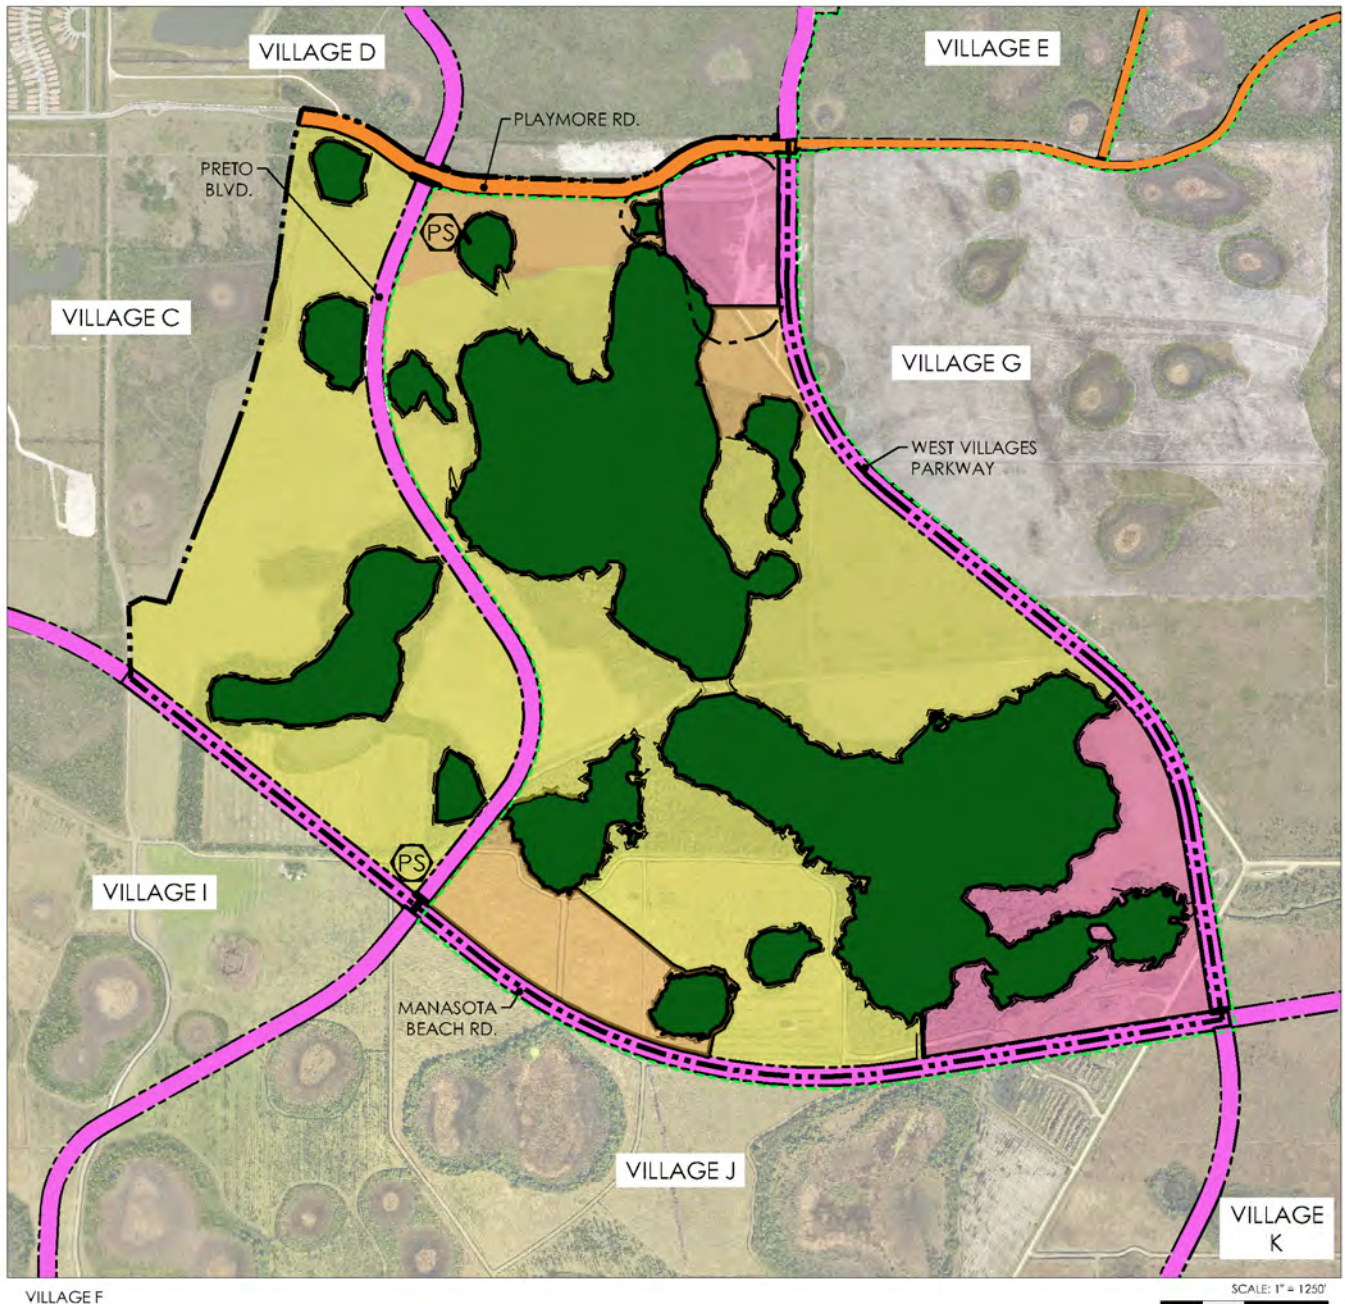 VILLAGE D
VILLAGE E
PLAYMORE RD.
PRETO
BLVD.
PS
VILLAGE C
VILLAGE G
WEST VILLAGES
PARKWAY
PS
VILLAGE I
MANASOTA
BEACH RD.
VILLAGE J
VILLAGE
K
VILLAGE F
SCALE: 1" = 1250'